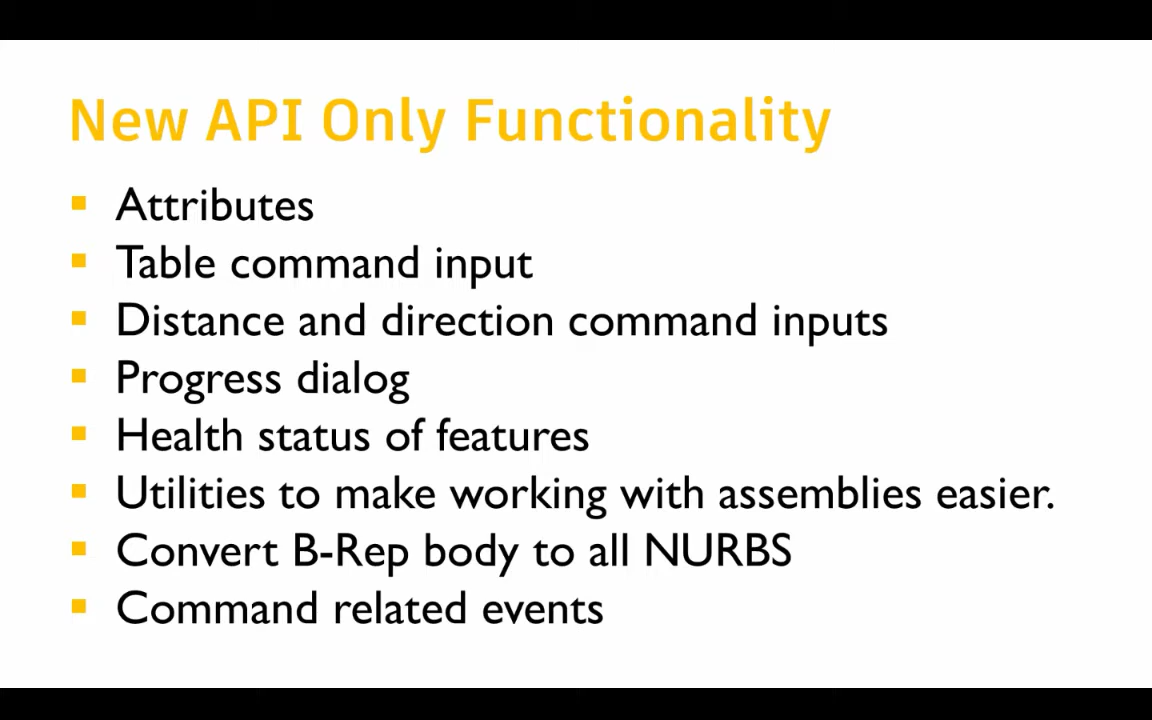 New API Only Functionality
▪ Attributes
▪ Table command input
▪ Distance and direction command inputs
▪ Progress dialog
▪ Health status of features
▪ Utilities to make working with assemblies easier.
▪ Convert B-Rep body to all NURBS
▪ Command related events